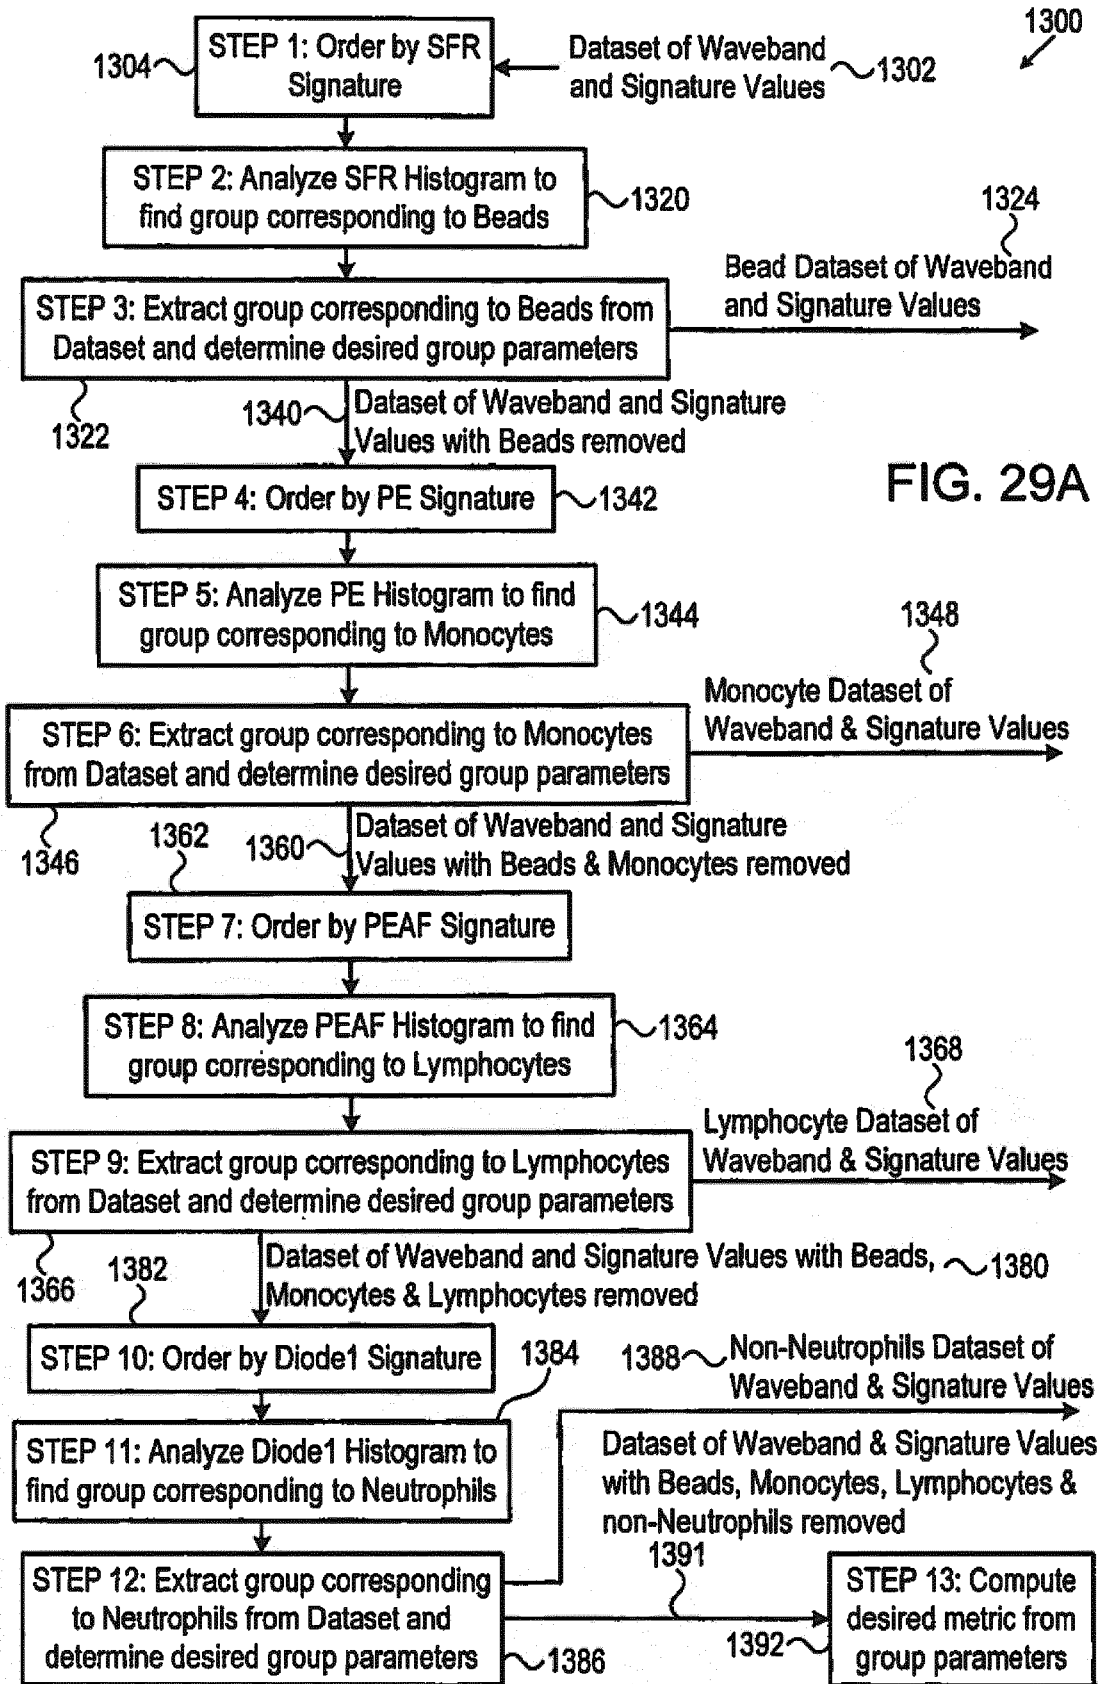 1300
STEP 1: Order by SFR
Signature
1304
Dataset of Waveband
and Signature Values
1302
STEP 2: Analyze SFR Histogram to
find group corresponding to Beads
1320
1324
Bead Dataset of Waveband
and Signature Values
STEP 3: Extract group corresponding to Beads from
Dataset and determine desired group parameters
1322
1340
Dataset of Waveband and Signature
Values with Beads removed
FIG. 29A
STEP 4: Order by PE Signature
1342
STEP 5: Analyze PE Histogram to find
group corresponding to Monocytes
1344
1348
Monocyte Dataset of
Waveband & Signature Values
STEP 6: Extract group corresponding to Monocytes
from Dataset and determine desired group parameters
1346
1362
1360
Dataset of Waveband and Signature
Values with Beads & Monocytes removed
STEP 7: Order by PEAF Signature
STEP 8: Analyze PEAF Histogram to find
group corresponding to Lymphocytes
1364
1368
Lymphocyte Dataset of
Waveband & Signature Values
STEP 9: Extract group corresponding to Lymphocytes
from Dataset and determine desired group parameters
1366
1382
Dataset of Waveband and Signature Values with Beads,
Monocytes & Lymphocytes removed
1380
STEP 10: Order by Diode1 Signature
1384
1388
Non-Neutrophils Dataset of
Waveband & Signature Values
STEP 11: Analyze Diode1 Histogram to
find group corresponding to Neutrophils
Dataset of Waveband & Signature Values
with Beads, Monocytes, Lymphocytes &
non-Neutrophils removed
STEP 12: Extract group corresponding
to Neutrophils from Dataset and
determine desired group parameters
1386
1391
STEP 13: Compute
desired metric from
group parameters
1392